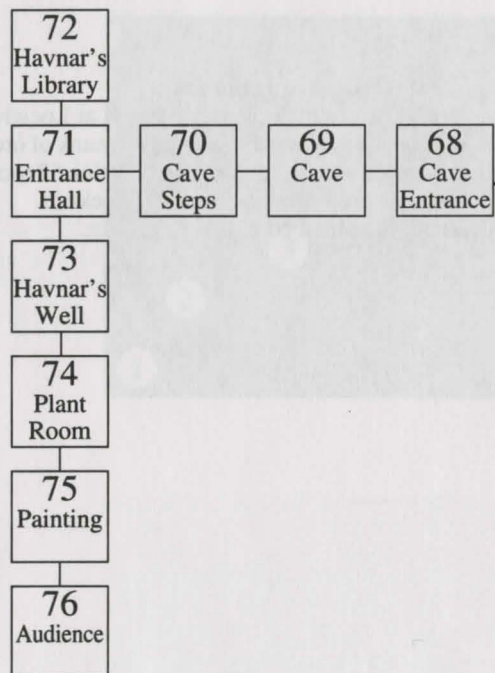 72
Havnar's
Library
71
Entrance
Hall
70
Cave
Steps
69
Cave
68
Cave
Entrance
73
Havnar's
Well
74
Plant
Room
75
Painting
76
Audience